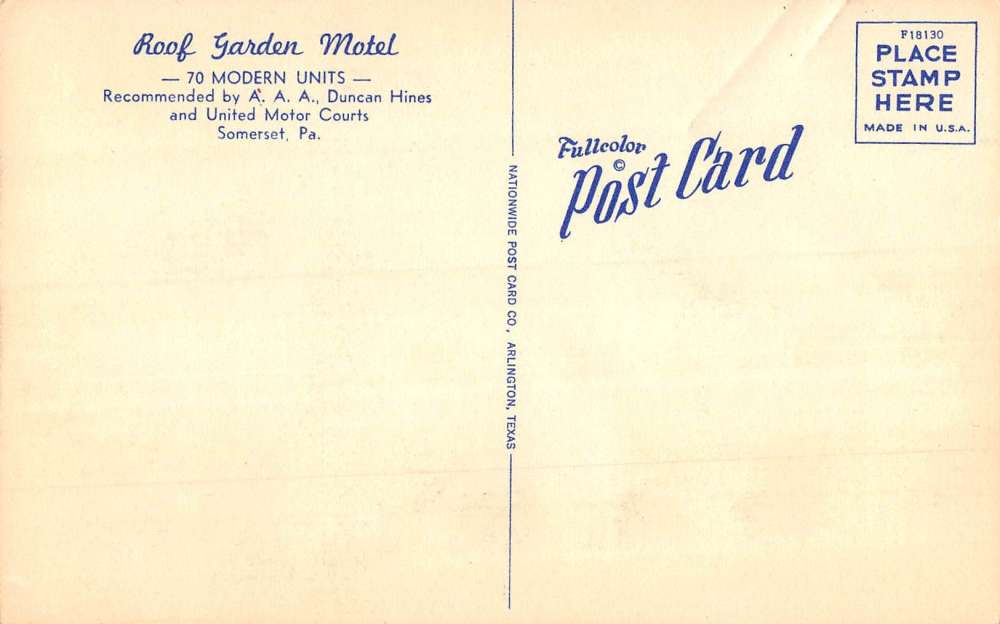 Roof Garden Motel
— 70 MODERN UNITS —
Recommended by A. A. A., Duncan Hines
and United Motor Courts
Somerset, Pa.
NATIONWIDE POST CARD CO., ARLINGTON, TEXAS
Fullcolor
©
Post Card
F18130
PLACE
STAMP
HERE
MADE IN U.S.A.